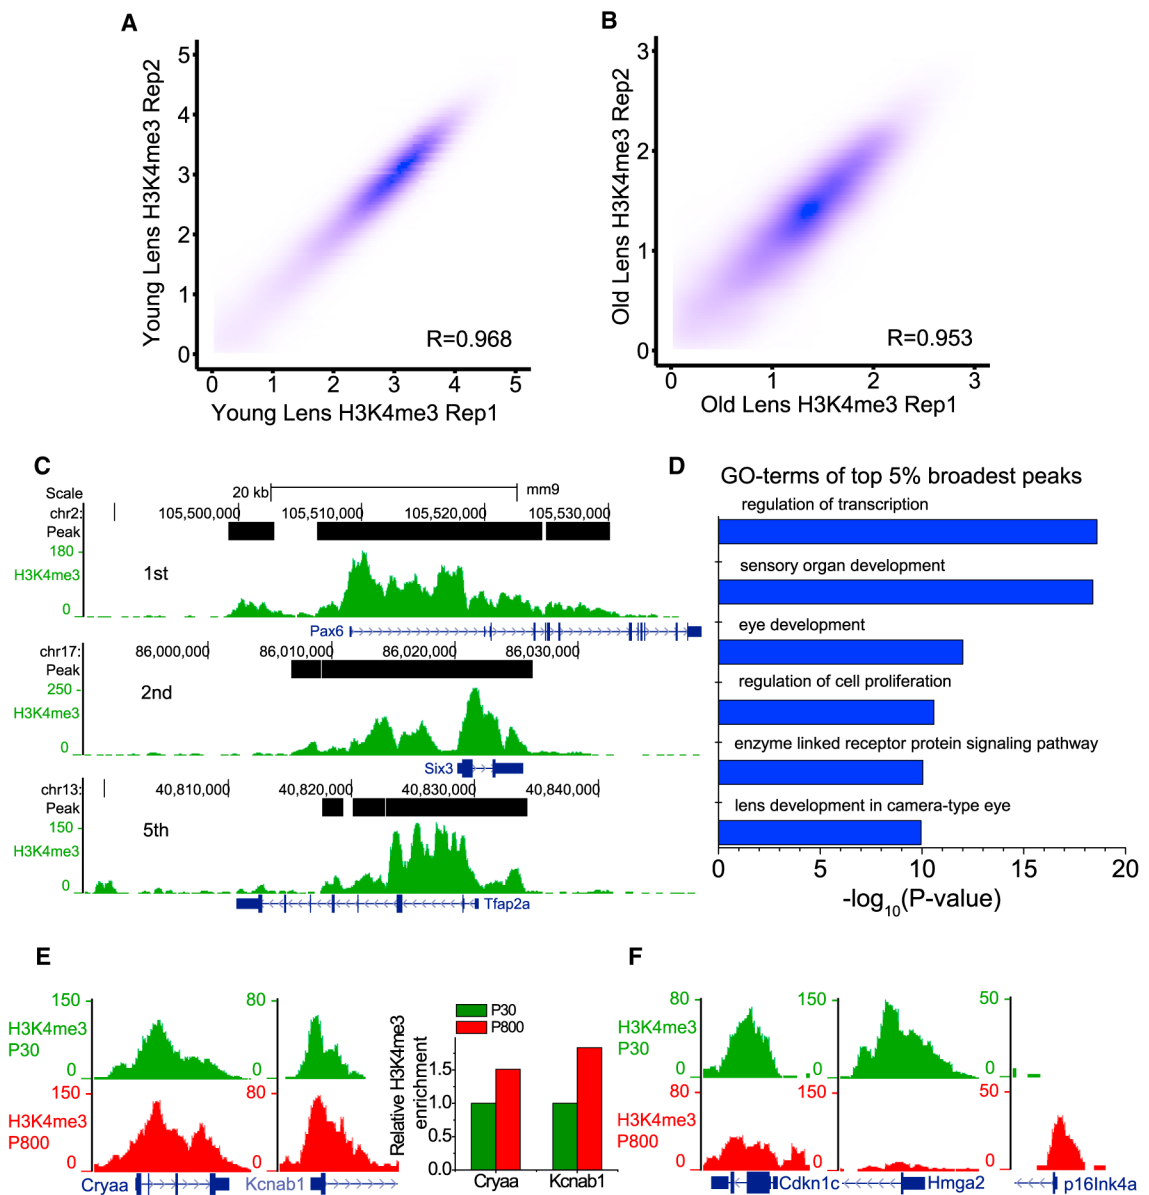 A
5
4
3
2
1
0
Young Lens H3K4me3 Rep2
R=0.968
0 1 2 3 4 5
Young Lens H3K4me3 Rep1
B
3
2
1
0
Old Lens H3K4me3 Rep2
R=0.953
0 1 2 3
Old Lens H3K4me3 Rep1
C
Scale 20 kb mm9
chr2: 105,500,000 105,510,000 105,520,000 105,530,000
Peak
180
H3K4me3 1st
0
Pax6
chr17: 86,000,000 86,010,000 86,020,000 86,030,000
Peak
250 2nd
H3K4me3
0
Six3
chr13: 40,810,000 40,820,000 40,830,000 40,840,000
Peak
150 5th
H3K4me3
0
Tfap2a
D
GO-terms of top 5% broadest peaks
regulation of transcription
sensory organ development
eye development
regulation of cell proliferation
enzyme linked receptor protein signaling pathway
lens development in camera-type eye
0 5 10 15 20
-log10(P-value)
E
150 80
H3K4me3
P30
0 0
150 80
H3K4me3
P800
0 0
Cryaa Kcnab1
P30
P800
Relative H3K4me3
enrichment
1.5
1.0
0.5
0.0
Cryaa Kcnab1
F
80 150 50
H3K4me3
P30
0 0 0
80 150 50
H3K4me3
P800
0 0 0
Cdkn1c Hmga2 p16Ink4a